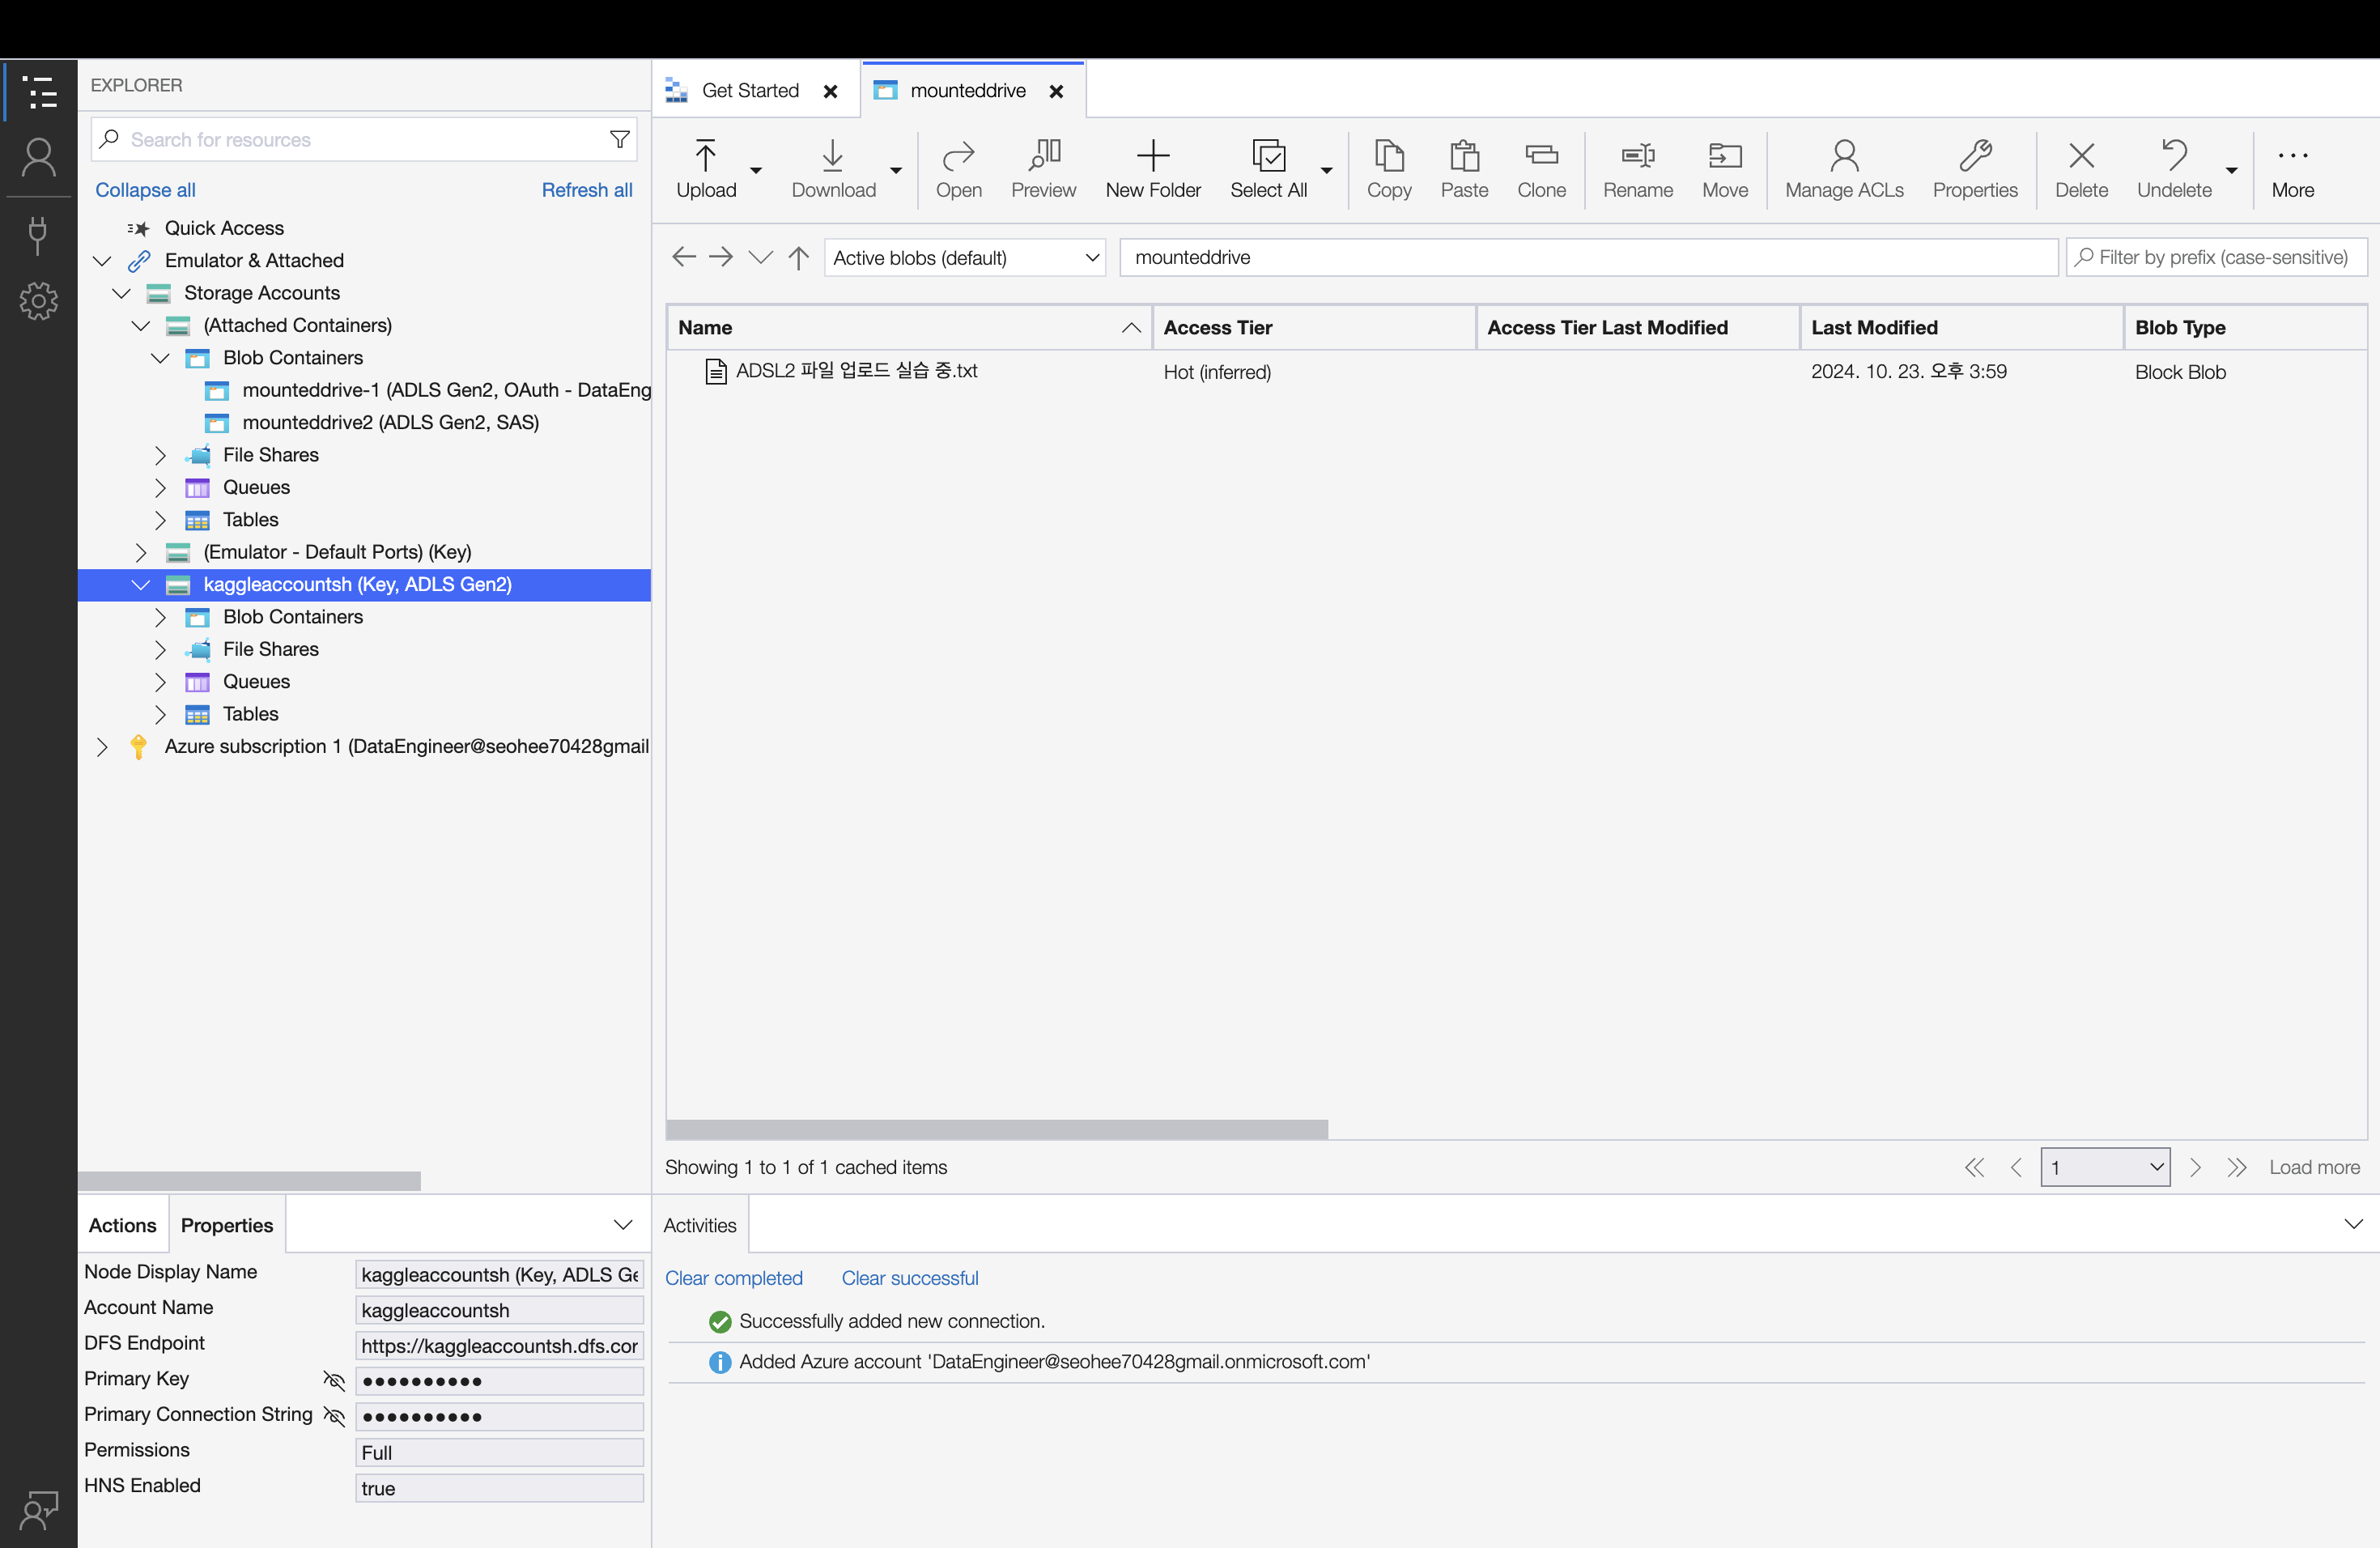 EXPLORER
Search for resources
Collapse all
Refresh all
Quick Access
Emulator & Attached
Storage Accounts
(Attached Containers)
Blob Containers
mounteddrive-1 (ADLS Gen2, OAuth - DataEng
mounteddrive2 (ADLS Gen2, SAS)
File Shares
Queues
Tables
(Emulator - Default Ports) (Key)
kaggleaccountsh (Key, ADLS Gen2)
Blob Containers
File Shares
Queues
Tables
Azure subscription 1 (DataEngineer@seohee70428gmail
Actions
Properties
Node Display Name
kaggleaccountsh (Key, ADLS Ge
Account Name
kaggleaccountsh
DFS Endpoint
https://kaggleaccountsh.dfs.cor
Primary Key
••••••••••
Primary Connection String
••••••••••
Permissions
Full
HNS Enabled
true
Get Started
mounteddrive
Upload
Download
Open
Preview
New Folder
Select All
Copy
Paste
Clone
Rename
Move
Manage ACLs
Properties
Delete
Undelete
More
Active blobs (default)
mounteddrive
Filter by prefix (case-sensitive)
Name
Access Tier
Access Tier Last Modified
Last Modified
Blob Type
ADSL2 파일 업로드 실습 중.txt
Hot (inferred)
2024. 10. 23. 오후 3:59
Block Blob
Showing 1 to 1 of 1 cached items
1
Load more
Activities
Clear completed
Clear successful
Successfully added new connection.
Added Azure account 'DataEngineer@seohee70428gmail.onmicrosoft.com'